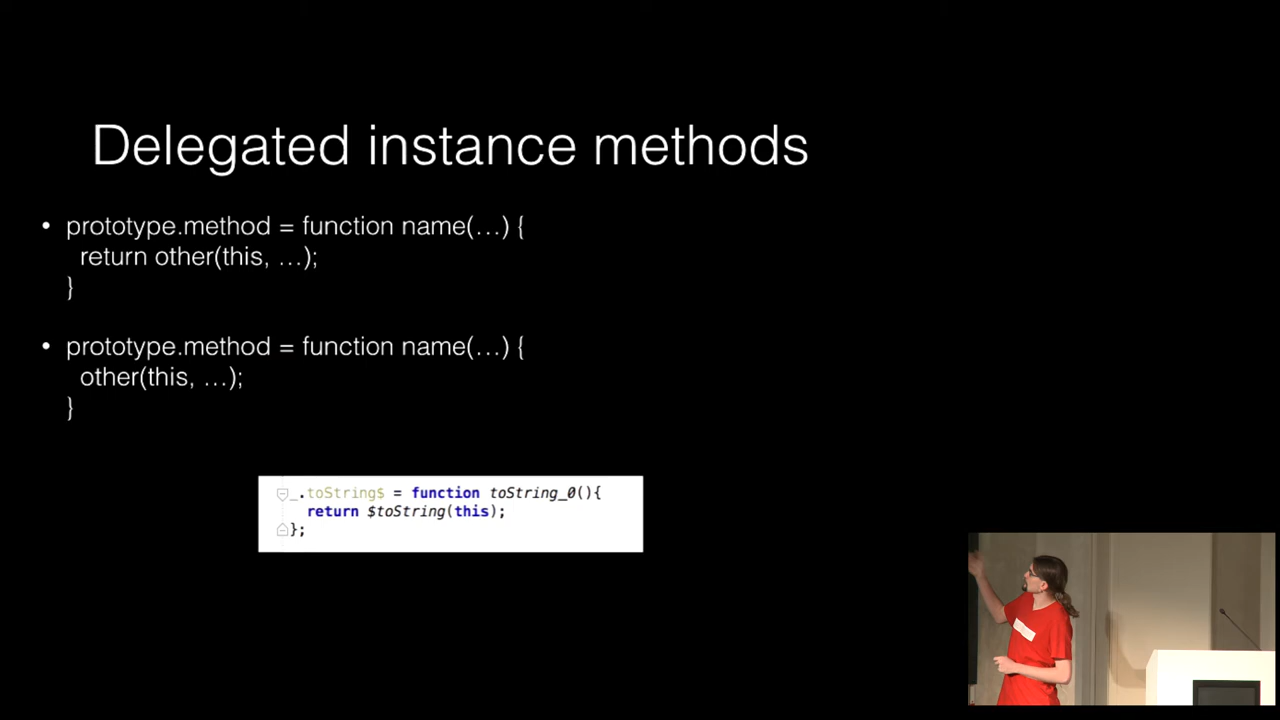 Delegated instance methods
• prototype.method = function name(…) {
return other(this, …);
}
• prototype.method = function name(…) {
other(this, …);
}
_.toString$ = function toString_0(){
return $toString(this);
};